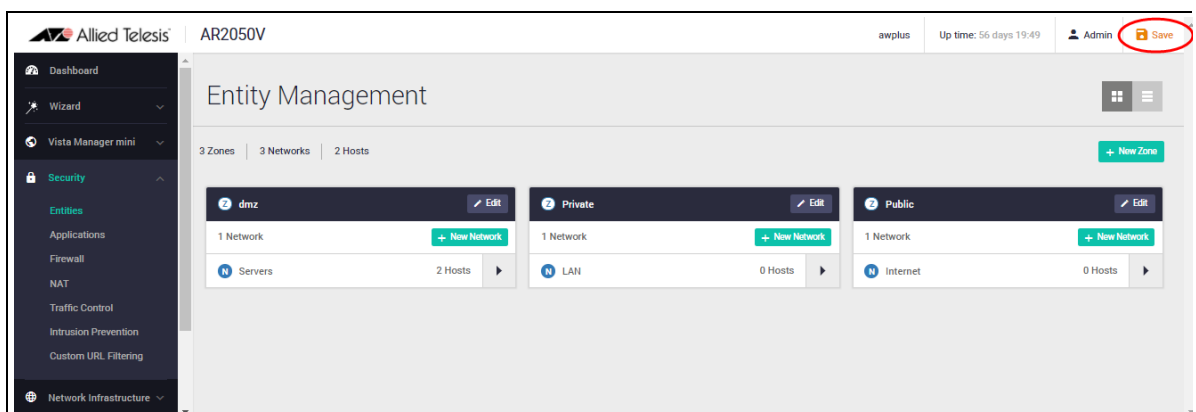 Allied Telesis
AR2050V
awplus
Up time: 56 days 19:49
Admin
Save
Dashboard
Wizard
Vista Manager mini
Security
Entities
Applications
Firewall
NAT
Traffic Control
Intrusion Prevention
Custom URL Filtering
Network Infrastructure
Entity Management
3 Zones
3 Networks
2 Hosts
+ New Zone
Z dmz
Edit
1 Network
+ New Network
N Servers
2 Hosts
Z Private
Edit
1 Network
+ New Network
N LAN
0 Hosts
Z Public
Edit
1 Network
+ New Network
N Internet
0 Hosts